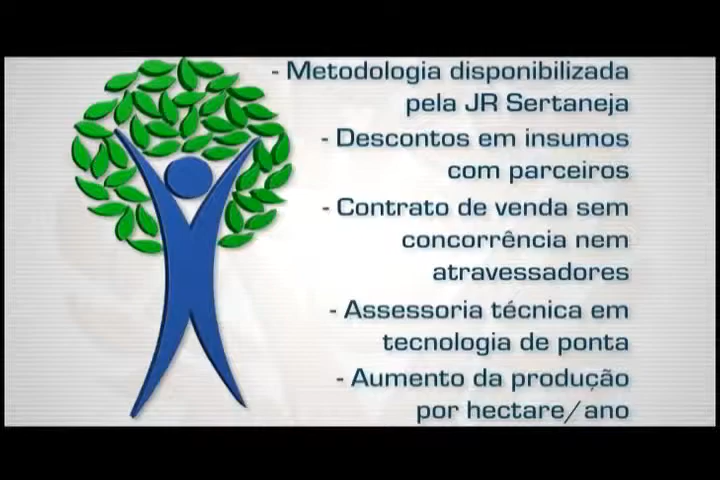 - Metodologia disponibilizada
pela JR Sertaneja
- Descontos em insumos
com parceiros
- Contrato de venda sem
concorrência nem
atravessadores
- Assessoria técnica em
tecnologia de ponta
- Aumento da produção
por hectare/ano